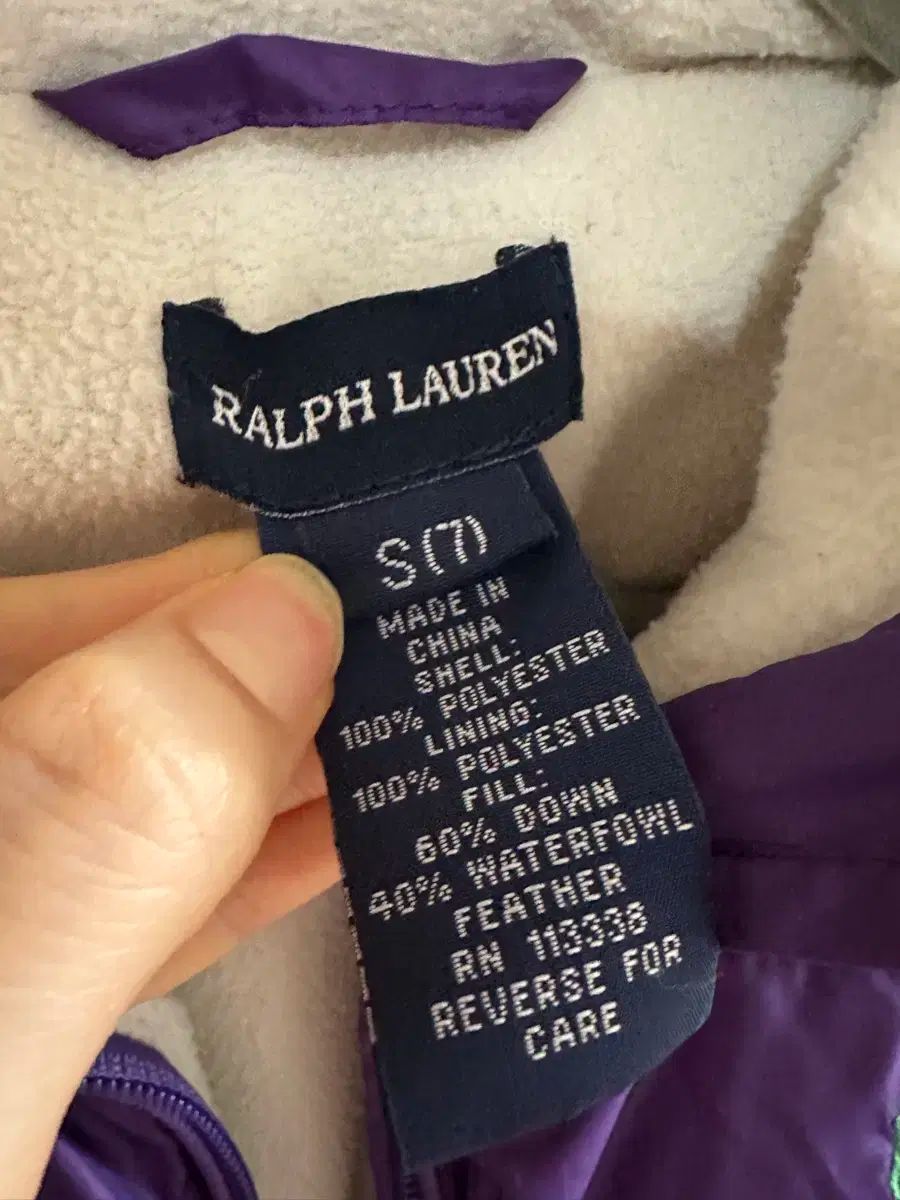 RALPH LAUREN
S(7)
MADE IN
CHINA
SHELL:
100% POLYESTER
LINING:
100% POLYESTER
FILL:
60% DOWN
40% WATERFOWL
FEATHER
RN 113338
REVERSE FOR
CARE